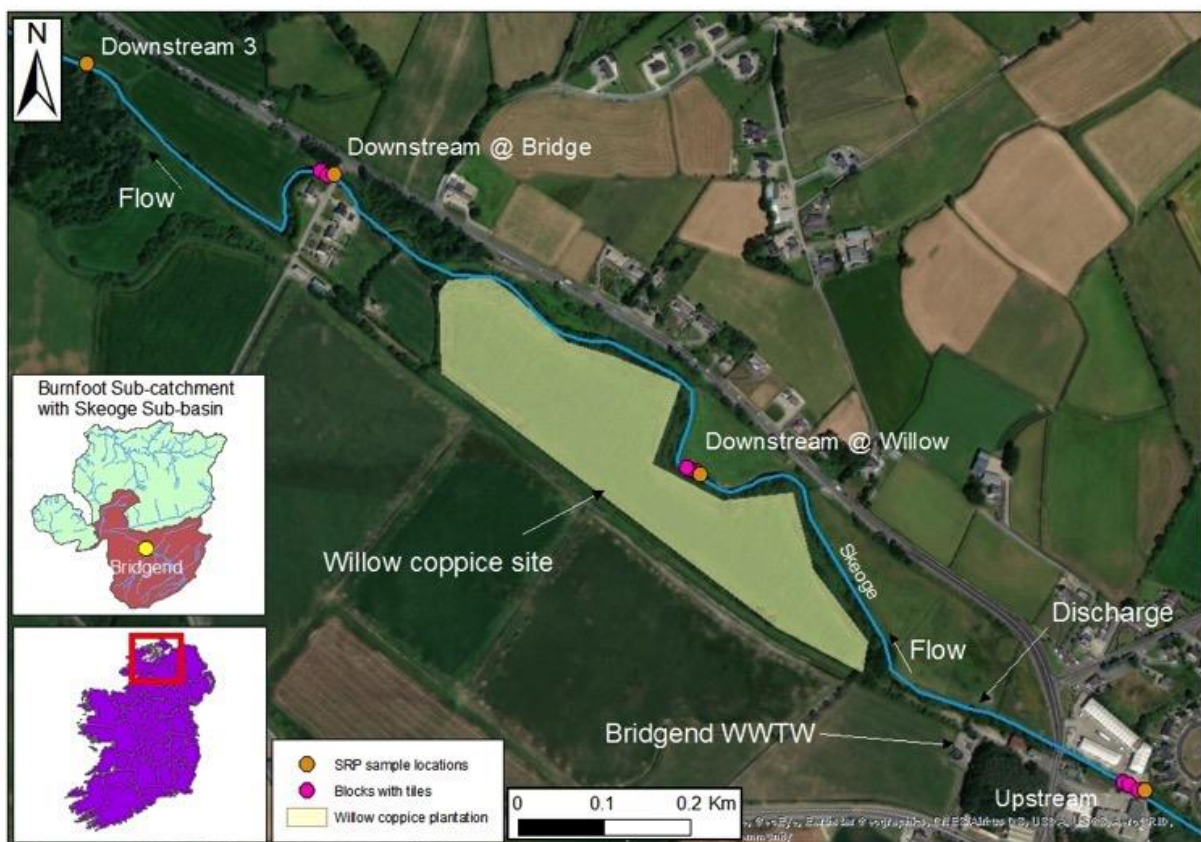 N
Downstream 3
Downstream @ Bridge
Flow
Burnfoot Sub-catchment
with Skeoge Sub-basin
Bridgend
Downstream @ Willow
Willow coppice site
Skeoge
Discharge
Flow
Bridgend WWTW
Upstream
SRP sample locations
Blocks with tiles
Willow coppice plantation
0 0.1 0.2 Km